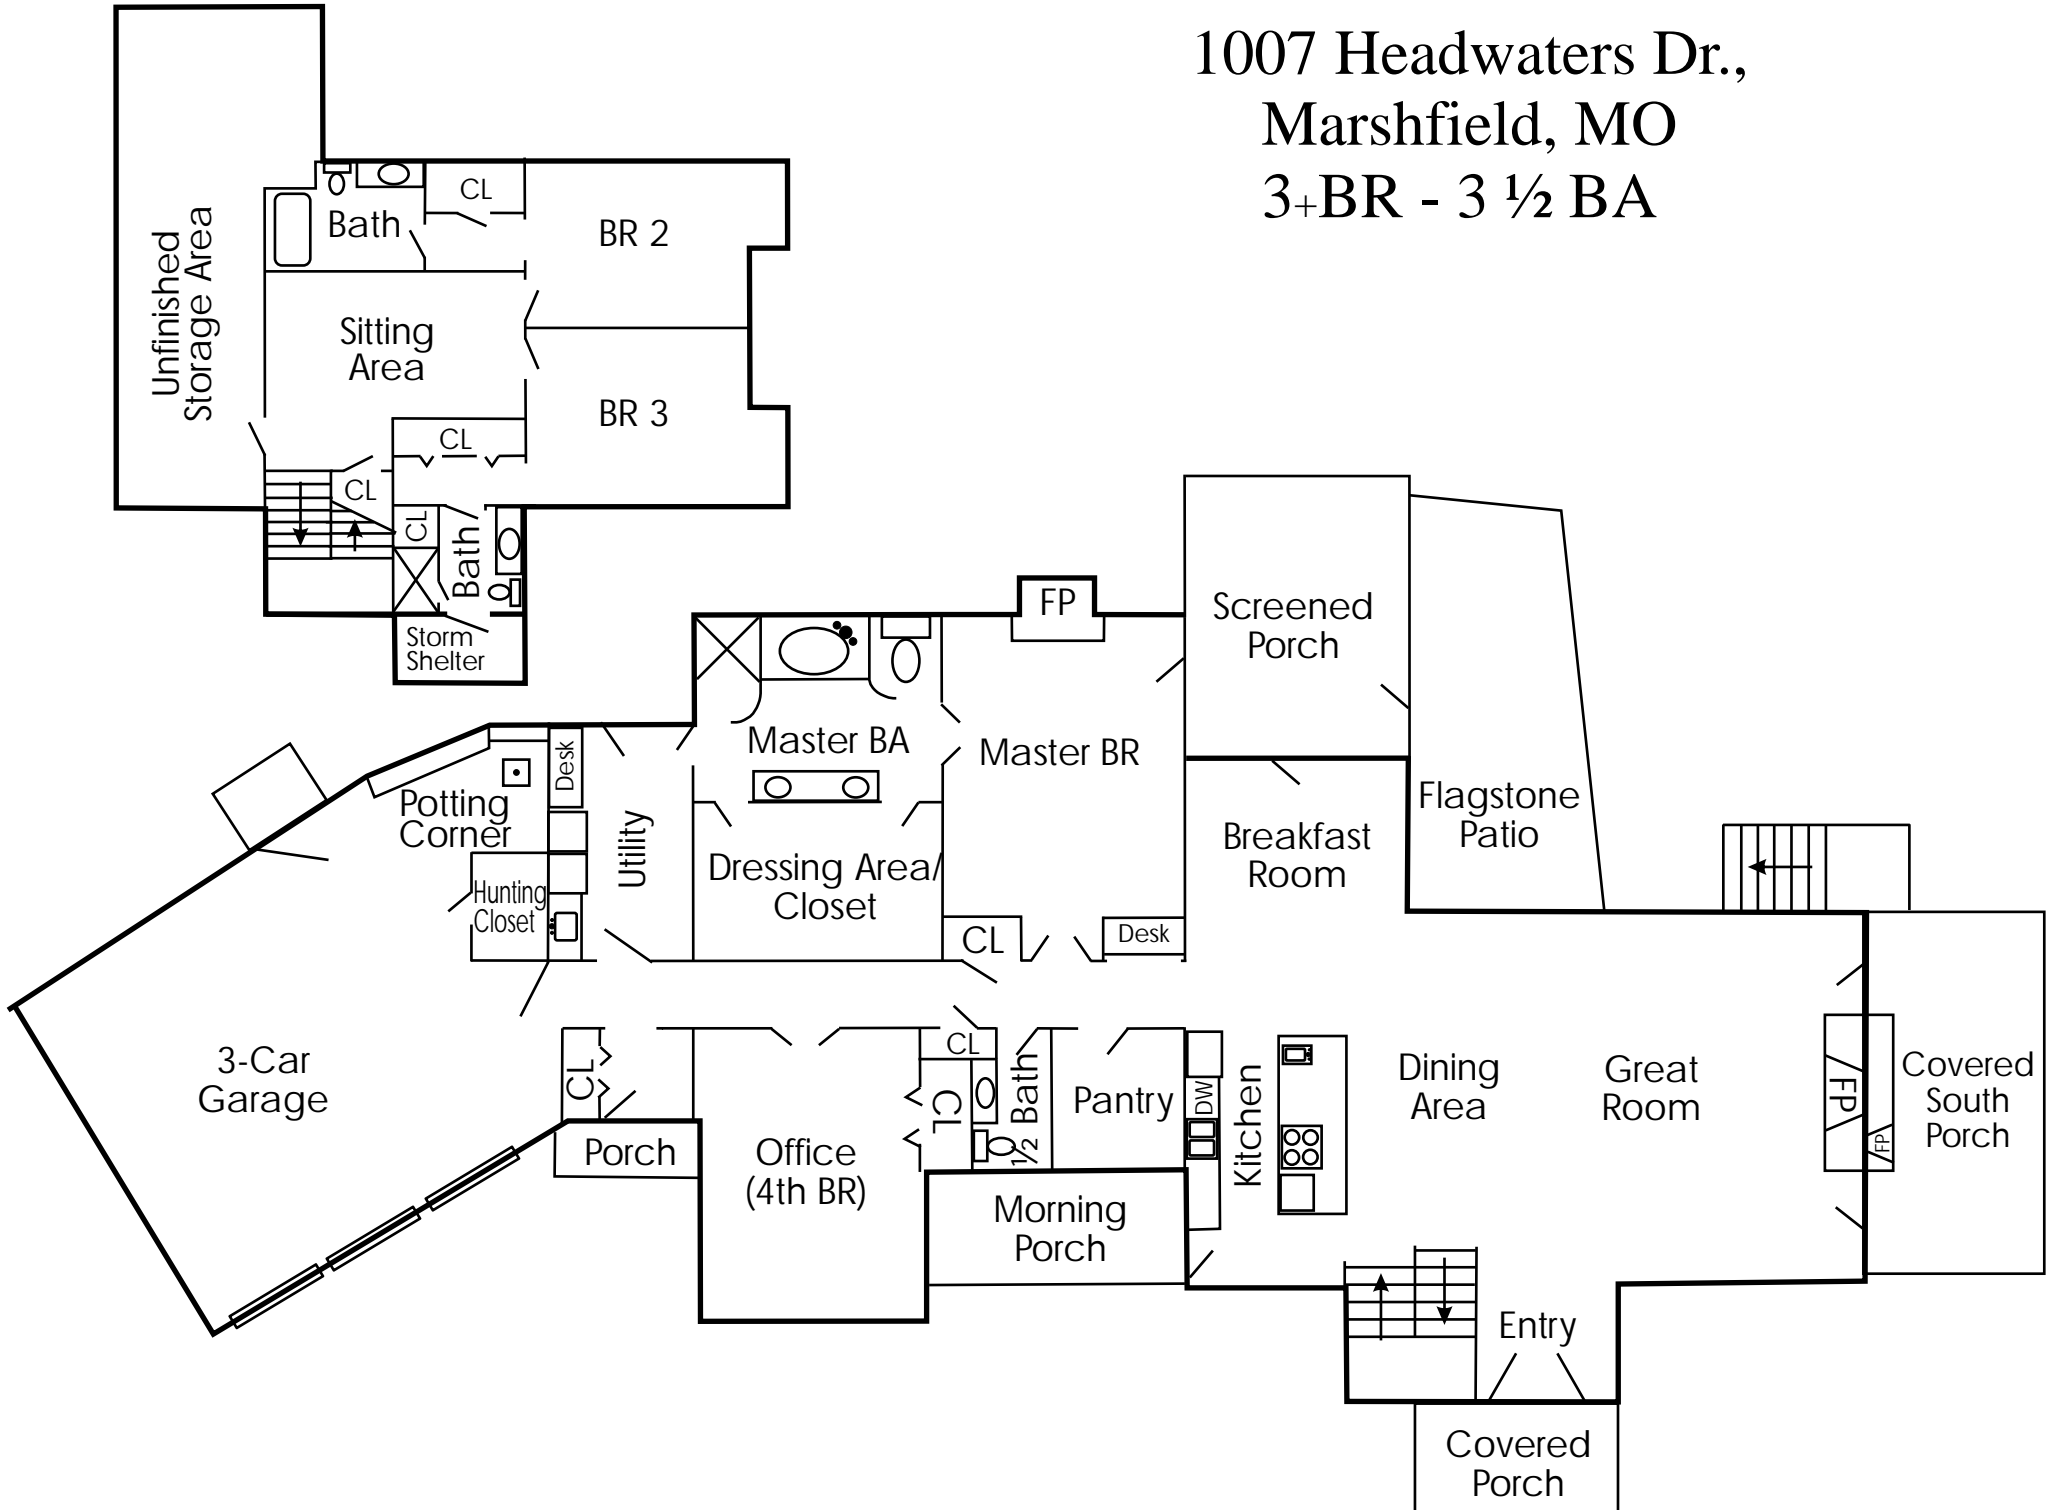 1007 Headwaters Dr.,
Marshfield, MO
3+BR - 3 ½ BA
Unfinished
Storage Area
Bath
CL
BR 2
Sitting
Area
BR 3
CL
CL
CL
Bath
Storm
Shelter
FP
Screened
Porch
Master BA
Master BR
Desk
Potting
Corner
Utility
Flagstone
Patio
Breakfast
Room
Dressing Area/
Closet
Hunting
Closet
CL
Desk
3-Car
Garage
CL
Porch
Office
(4th BR)
CL
CL
½ Bath
Pantry
DW
Kitchen
Dining
Area
Great
Room
FP
FP
Covered
South
Porch
Morning
Porch
Entry
Covered
Porch